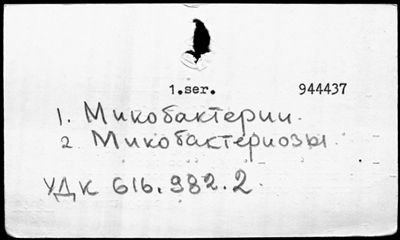 1.ser. 944437
1. Микобактерии.
2 Микобактериозы.
УДК 616.982.2.